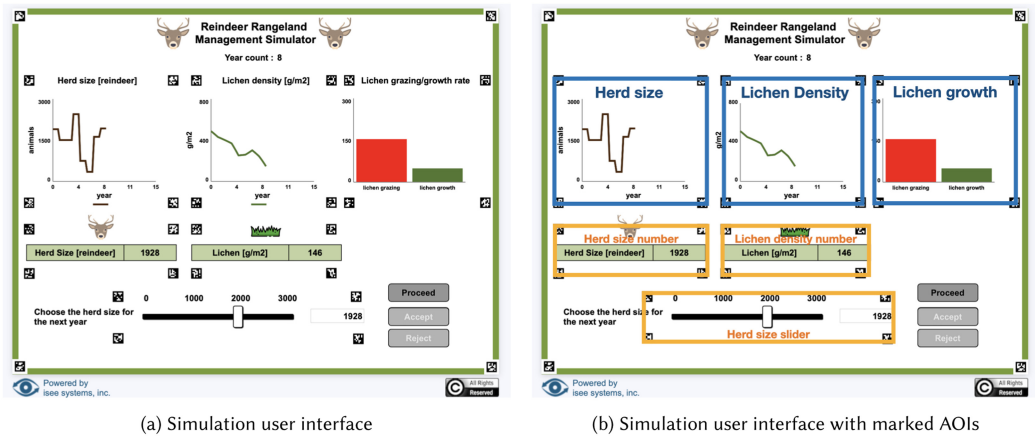 Reindeer Rangeland
Management Simulator
Year count : 8
Herd size [reindeer]
Lichen density [g/m2]
Lichen grazing/growth rate
3000
1500
0
animals
0 4 8 11 15
year
800
400
0
g/m2
0 4 8 11 15
year
300
150
0
lichen grazing
lichen growth
Herd Size [reindeer] 1928
Lichen [g/m2] 146
Choose the herd size for
the next year
0 1000 2000 3000
1928
Proceed
Accept
Reject
Powered by
isee systems, inc.
C All Rights
Reserved
(a) Simulation user interface
Reindeer Rangeland
Management Simulator
Year count : 8
Herd size
Lichen Density
Lichen growth
3000
1500
0
animals
0 4 8 11 15
year
800
400
0
g/m2
0 4 8 11 15
year
300
150
0
lichen grazing
lichen growth
Herd size number
Lichen density number
Herd Size [reindeer] 1928
Lichen [g/m2] 146
Choose the herd size for
the next year
0 1000 2000 3000
1928
Herd size slider
Proceed
Accept
Reject
Powered by
isee systems, inc.
C All Rights
Reserved
(b) Simulation user interface with marked AOIs